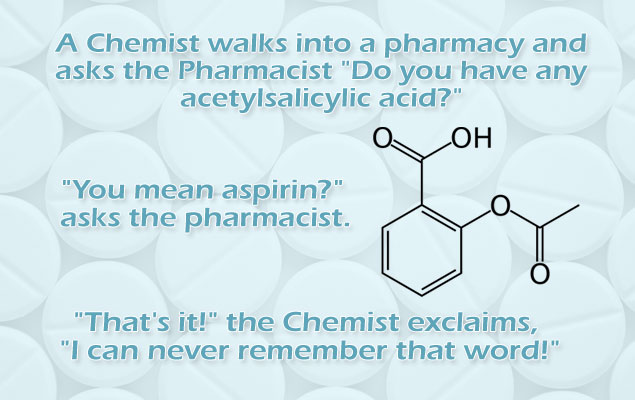 A Chemist walks into a pharmacy and
asks the Pharmacist "Do you have any
acetylsalicylic acid?"
O
OH
"You mean aspirin?"
asks the pharmacist.
O
O
"That's it!" the Chemist exclaims,
"I can never remember that word!"